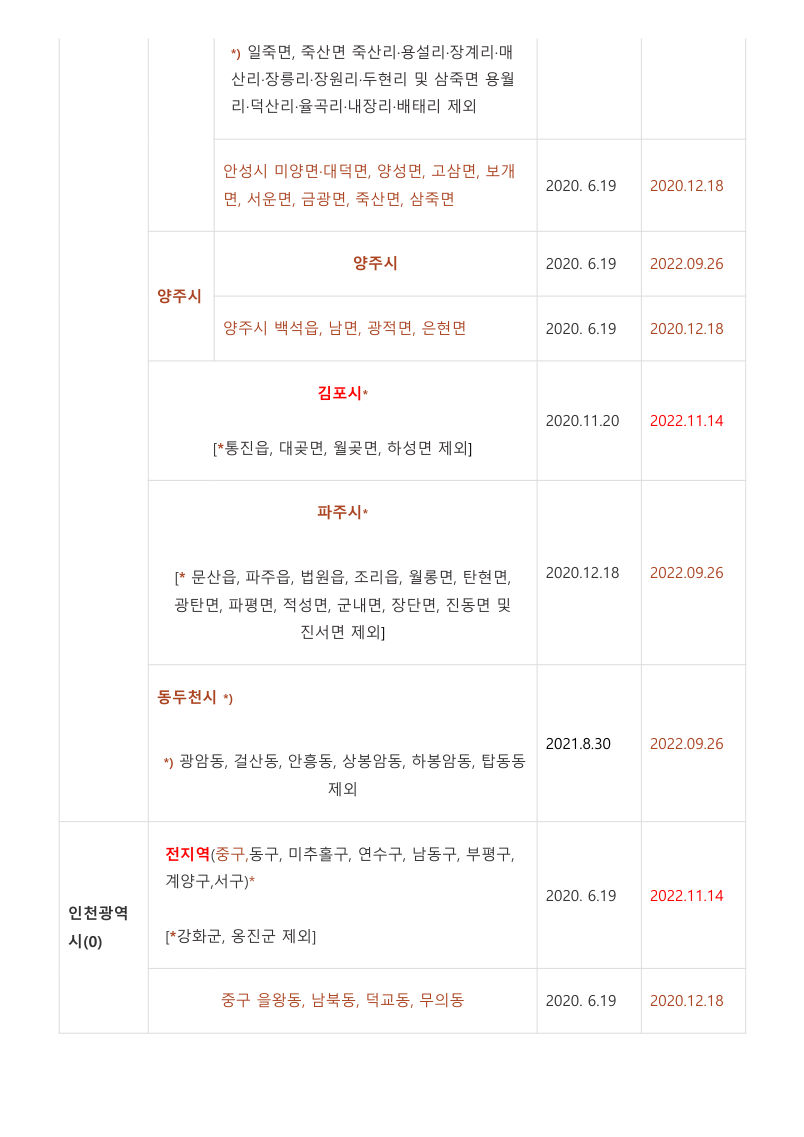 *) 일죽면, 죽산면 죽산리·용설리·장계리·매
산리·장릉리·장원리·두현리 및 삼죽면 용월
리·덕산리·율곡리·내장리·배태리 제외
안성시 미양면·대덕면, 양성면, 고삼면, 보개
면, 서운면, 금광면, 죽산면, 삼죽면
2020. 6.19
2020.12.18
양주시
양주시
2020. 6.19
2022.09.26
양주시 백석읍, 남면, 광적면, 은현면
2020. 6.19
2020.12.18
김포시*
[*통진읍, 대곶면, 월곶면, 하성면 제외]
2020.11.20
2022.11.14
파주시*
[* 문산읍, 파주읍, 법원읍, 조리읍, 월롱면, 탄현면,
광탄면, 파평면, 적성면, 군내면, 장단면, 진동면 및
진서면 제외]
2020.12.18
2022.09.26
동두천시 *)
*) 광암동, 걸산동, 안흥동, 상봉암동, 하봉암동, 탑동동
제외
2021.8.30
2022.09.26
인천광역
시(0)
전지역(중구,동구, 미추홀구, 연수구, 남동구, 부평구,
계양구,서구)*
[*강화군, 옹진군 제외]
2020. 6.19
2022.11.14
중구 을왕동, 남북동, 덕교동, 무의동
2020. 6.19
2020.12.18